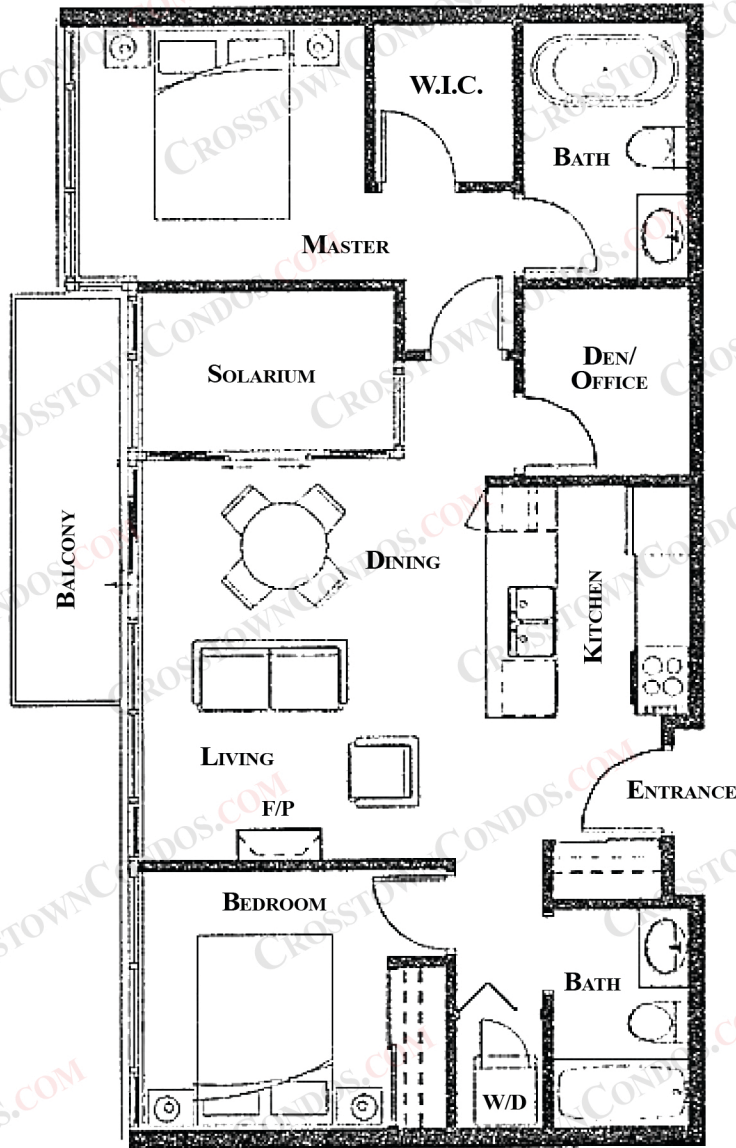 W.I.C.
BATH
MASTER
SOLARIUM
DEN/
OFFICE
BALCONY
DINING
KITCHEN
LIVING
F/P
ENTRANCE
BEDROOM
BATH
W/D
CROSSTOWNCONDOS.COM